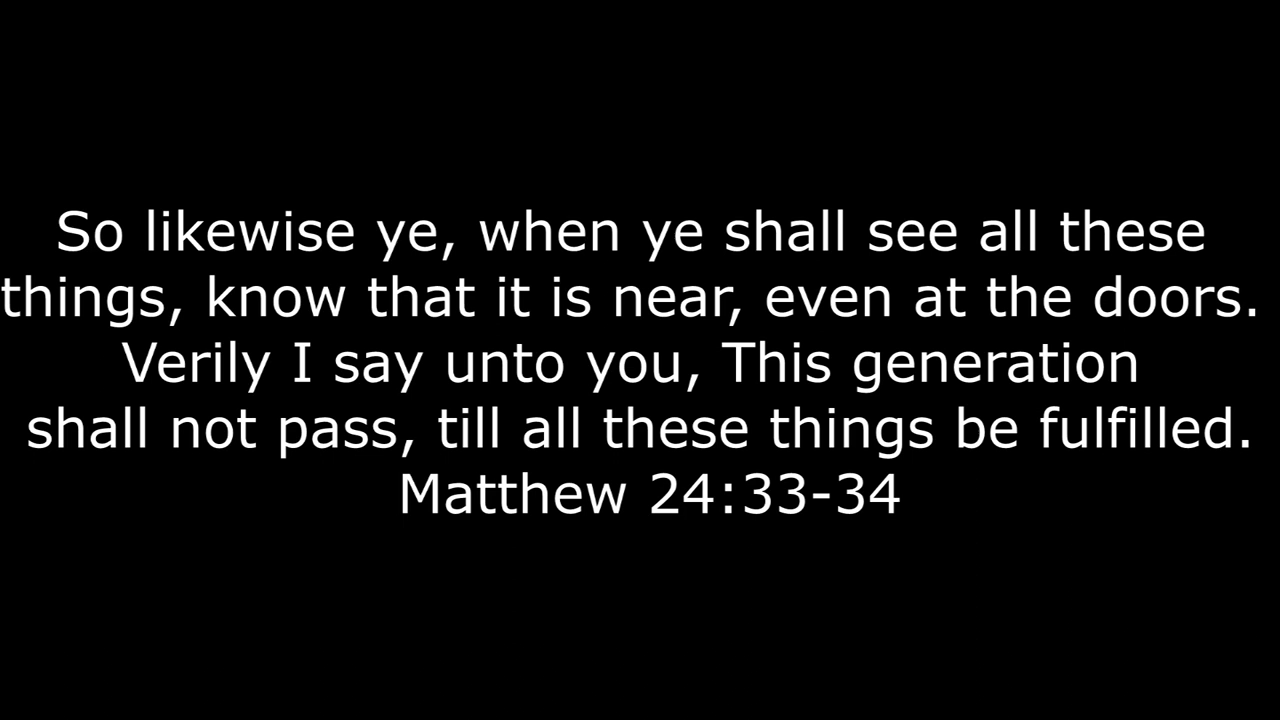 So likewise ye, when ye shall see all these
things, know that it is near, even at the doors.
Verily I say unto you, This generation
shall not pass, till all these things be fulfilled.
Matthew 24:33-34